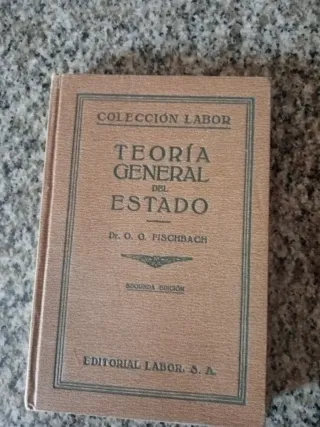 COLECCIÓN LABOR
TEORÍA
GENERAL
DEL
ESTADO
Dr. O. G. FISCHBACH
SEGUNDA EDICIÓN
EDITORIAL LABOR, S. A.